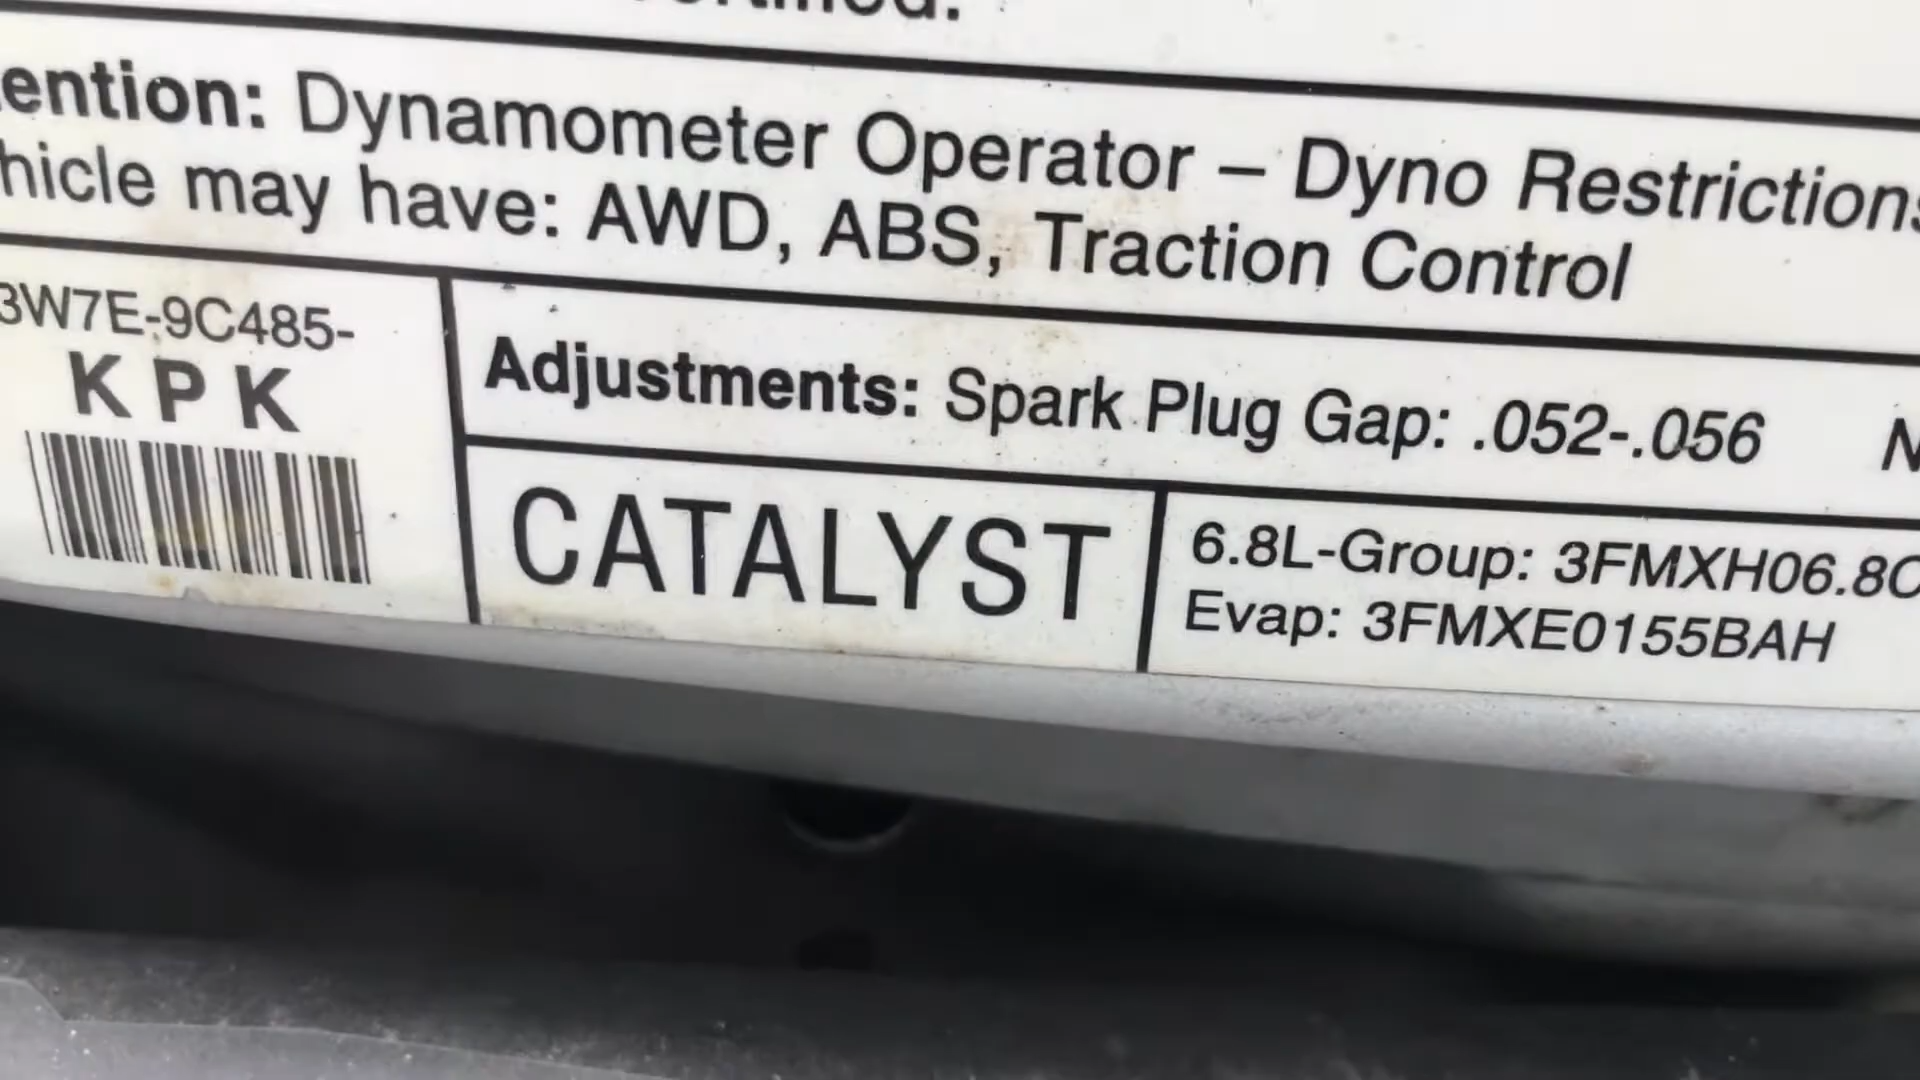 ention: Dynamometer Operator – Dyno Restrictions
hicle may have: AWD, ABS, Traction Control
3W7E-9C485-
KPK
Adjustments: Spark Plug Gap: .052-.056 N
CATALYST
6.8L-Group: 3FMXH06.8
Evap: 3FMXE0155BAH